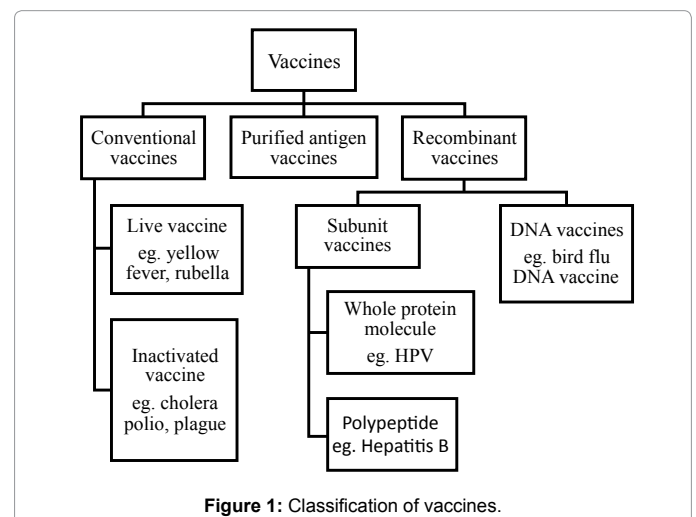 Vaccines
Conventional
vaccines
Purified antigen
vaccines
Recombinant
vaccines
Live vaccine
eg. yellow
fever, rubella
Inactivated
vaccine
eg. cholera
polio, plague
Subunit
vaccines
Whole protein
molecule
eg. HPV
Polypeptide
eg. Hepatitis B
DNA vaccines
eg. bird flu
DNA vaccine
Figure 1: Classification of vaccines.